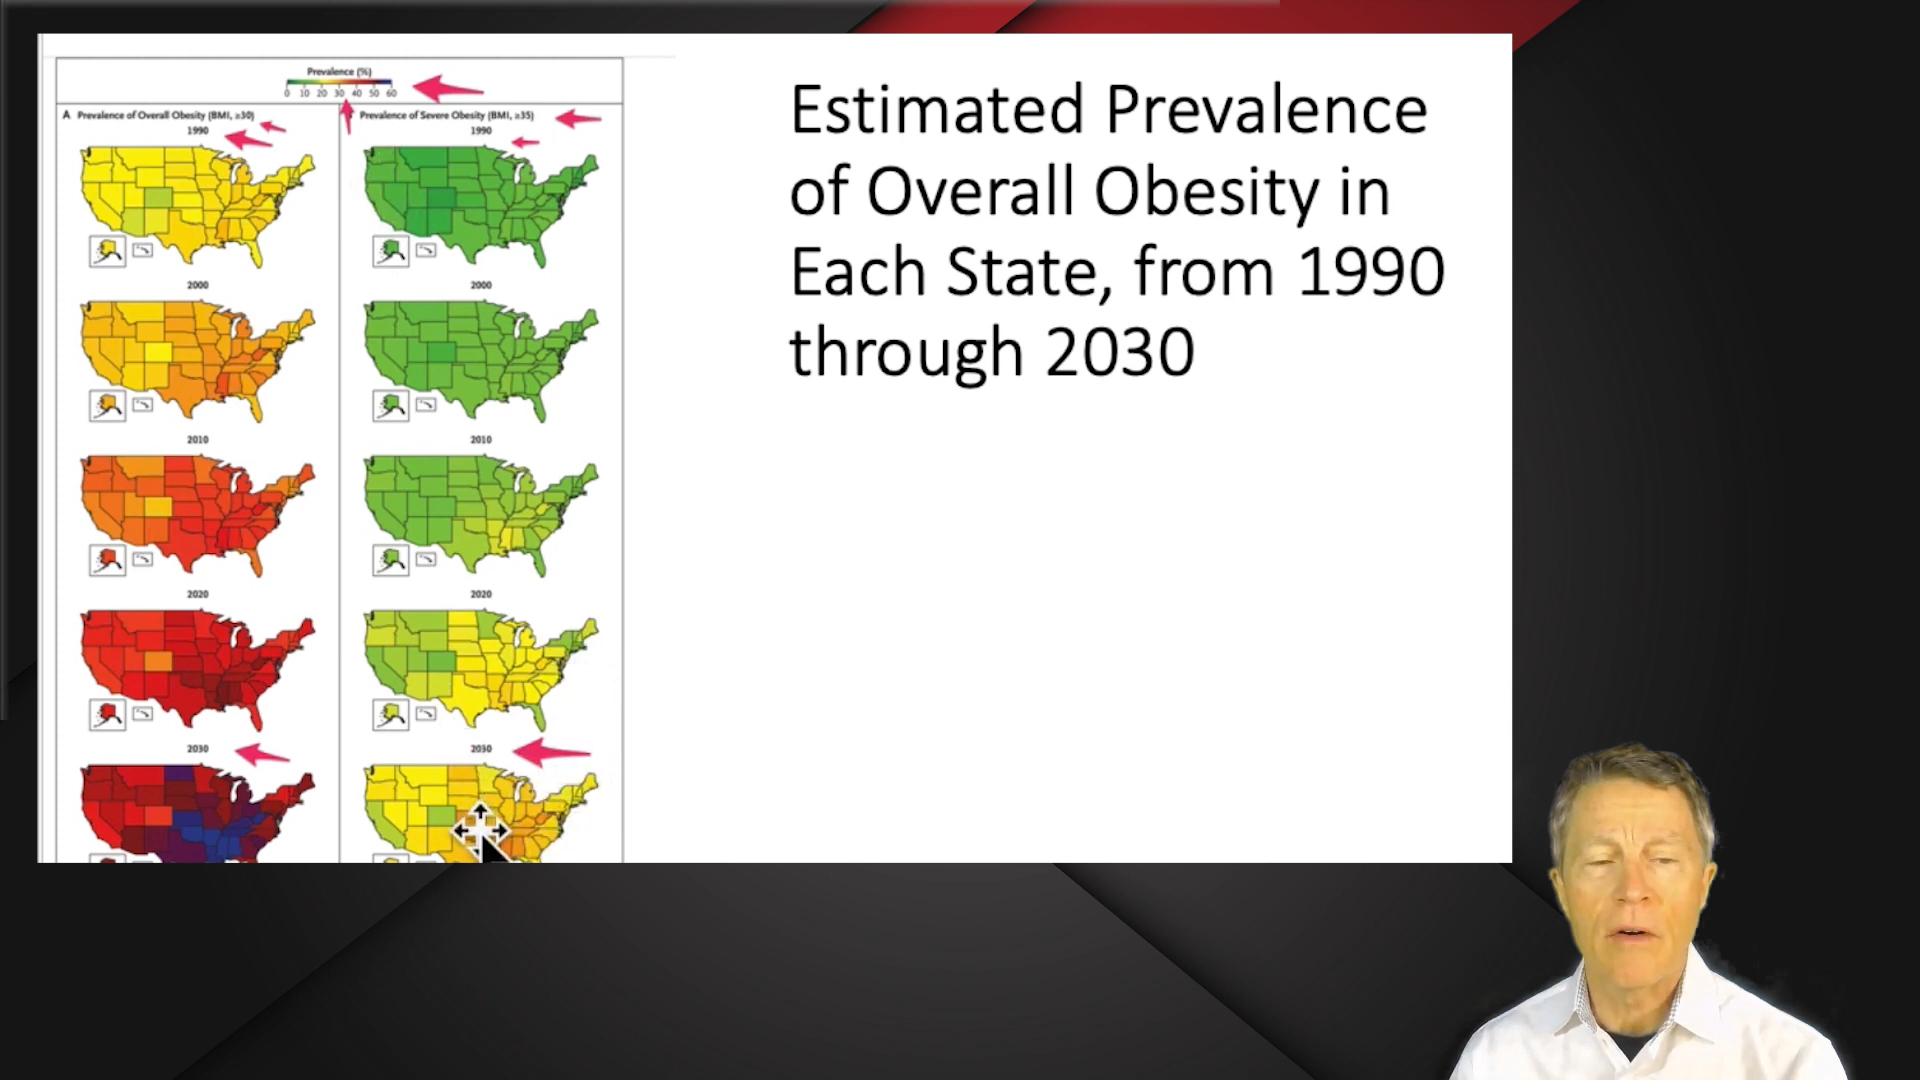 Prevalence (%)
0 10 20 30 40 50 60
A Prevalence of Overall Obesity (BMI, ≥30)
Prevalence of Severe Obesity (BMI, ≥35)
1990
1990
2000
2000
2010
2010
2020
2020
2030
2030
Estimated Prevalence
of Overall Obesity in
Each State, from 1990
through 2030